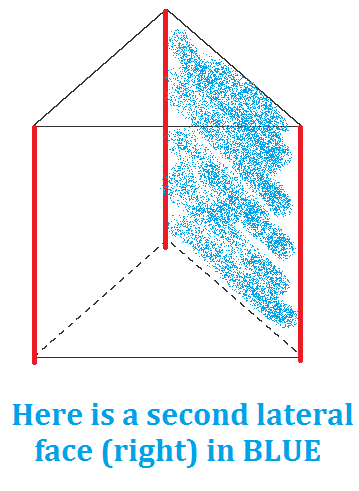 Here is a second lateral
face (right) in BLUE